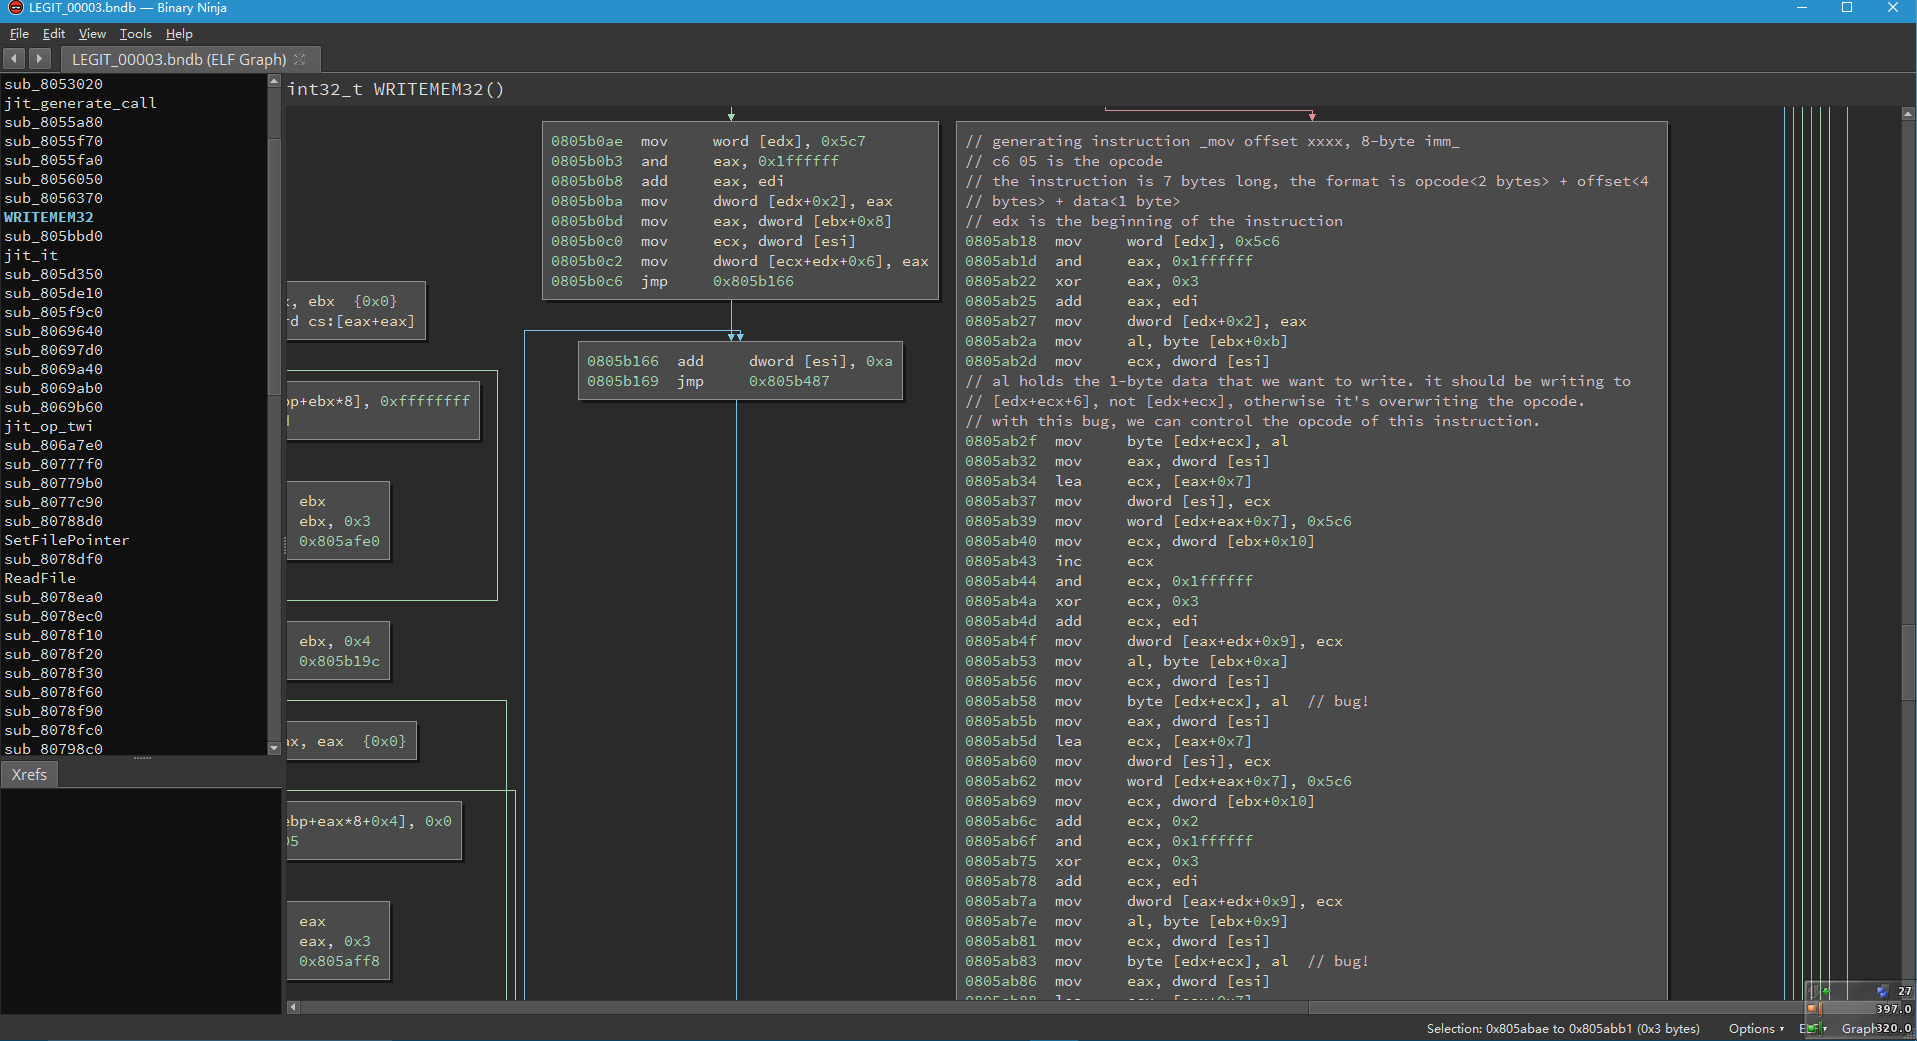 LEGIT_00003.bndb — Binary Ninja
File Edit View Tools Help
LEGIT_00003.bndb (ELF Graph)
sub_8053020
jit_generate_call
sub_8055a80
sub_8055f70
sub_8055fa0
sub_8056050
sub_8056370
WRITEMEM32
sub_805bbd0
jit_it
sub_805d350
sub_805de10
sub_805f9c0
sub_8069640
sub_80697d0
sub_8069a40
sub_8069ab0
sub_8069b60
jit_op_twi
sub_806a7e0
sub_80777f0
sub_80779b0
sub_8077c90
sub_80788d0
SetFilePointer
sub_8078df0
ReadFile
sub_8078ea0
sub_8078ec0
sub_8078f10
sub_8078f20
sub_8078f30
sub_8078f60
sub_8078f90
sub_8078fc0
sub_80798c0
Xrefs
int32_t WRITEMEM32()
, ebx {0x0}
rd cs:[eax+eax]
bp+ebx*8], 0xffffffff
ebx
ebx, 0x3
0x805afe0
ebx, 0x4
0x805b19c
ax, eax {0x0}
ebp+eax*8+0x4], 0x0
05
eax
eax, 0x3
0x805aff8
0805b0ae mov word [edx], 0x5c7
0805b0b3 and eax, 0x1ffffff
0805b0b8 add eax, edi
0805b0ba mov dword [edx+0x2], eax
0805b0bd mov eax, dword [ebx+0x8]
0805b0c0 mov ecx, dword [esi]
0805b0c2 mov dword [ecx+edx+0x6], eax
0805b0c6 jmp 0x805b166
0805b166 add dword [esi], 0xa
0805b169 jmp 0x805b487
// generating instruction _mov offset xxxx, 8-byte imm_
// c6 05 is the opcode
// the instruction is 7 bytes long, the format is opcode<2 bytes> + offset<4
// bytes> + data<1 byte>
// edx is the beginning of the instruction
0805ab18 mov word [edx], 0x5c6
0805ab1d and eax, 0x1ffffff
0805ab22 xor eax, 0x3
0805ab25 add eax, edi
0805ab27 mov dword [edx+0x2], eax
0805ab2a mov al, byte [ebx+0xb]
0805ab2d mov ecx, dword [esi]
// al holds the 1-byte data that we want to write. it should be writing to
// [edx+ecx+6], not [edx+ecx], otherwise it's overwriting the opcode.
// with this bug, we can control the opcode of this instruction.
0805ab2f mov byte [edx+ecx], al
0805ab32 mov eax, dword [esi]
0805ab34 lea ecx, [eax+0x7]
0805ab37 mov dword [esi], ecx
0805ab39 mov word [edx+eax+0x7], 0x5c6
0805ab40 mov ecx, dword [ebx+0x10]
0805ab43 inc ecx
0805ab44 and ecx, 0x1ffffff
0805ab4a xor ecx, 0x3
0805ab4d add ecx, edi
0805ab4f mov dword [eax+edx+0x9], ecx
0805ab53 mov al, byte [ebx+0xa]
0805ab56 mov ecx, dword [esi]
0805ab58 mov byte [edx+ecx], al // bug!
0805ab5b mov eax, dword [esi]
0805ab5d lea ecx, [eax+0x7]
0805ab60 mov dword [esi], ecx
0805ab62 mov word [edx+eax+0x7], 0x5c6
0805ab69 mov ecx, dword [ebx+0x10]
0805ab6c add ecx, 0x2
0805ab6f and ecx, 0x1ffffff
0805ab75 xor ecx, 0x3
0805ab78 add ecx, edi
0805ab7a mov dword [eax+edx+0x9], ecx
0805ab7e mov al, byte [ebx+0x9]
0805ab81 mov ecx, dword [esi]
0805ab83 mov byte [edx+ecx], al // bug!
0805ab86 mov eax, dword [esi]
27
397.0
320.0
Selection: 0x805abae to 0x805abb1 (0x3 bytes) Options Graph